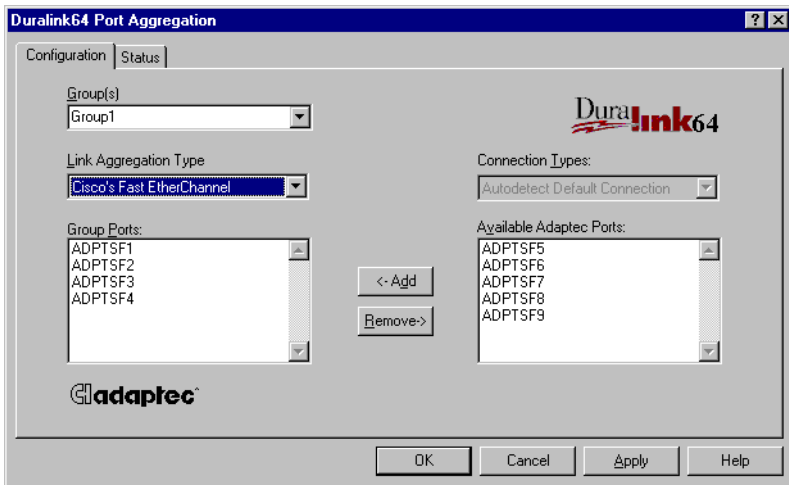 Duralink64 Port Aggregation
Configuration
Status
Group(s)
Group1
Duralink64
Link Aggregation Type
Cisco's Fast EtherChannel
Connection Types:
Autodetect Default Connection
Group Ports:
ADPTSF1
ADPTSF2
ADPTSF3
ADPTSF4
<- Add
Remove->
Available Adaptec Ports:
ADPTSF5
ADPTSF6
ADPTSF7
ADPTSF8
ADPTSF9
adaptec
OK
Cancel
Apply
Help